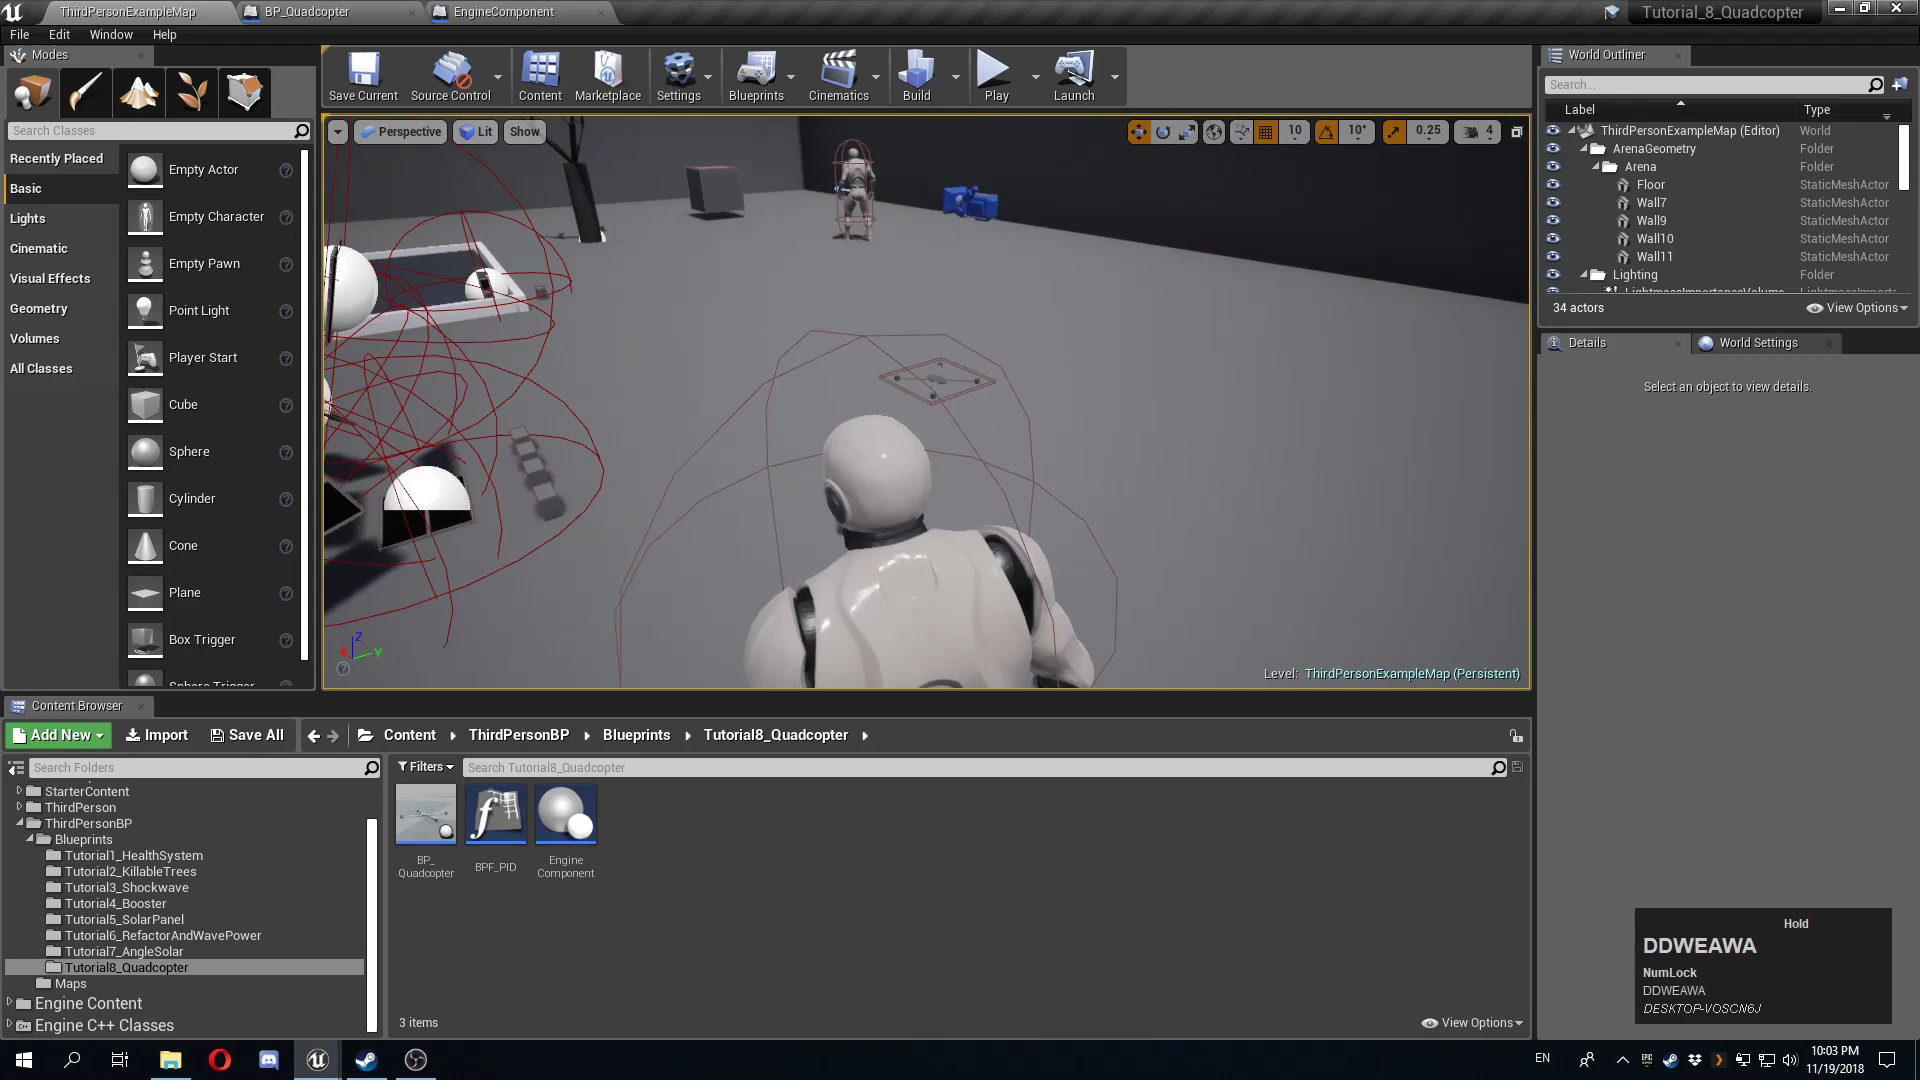 ThirdPersonExampleMap
BP_Quadcopter
EngineComponent
Tutorial_8_Quadcopter
File
Edit
Window
Help
Modes
Search Classes
Recently Placed
Basic
Lights
Cinematic
Visual Effects
Geometry
Volumes
All Classes
Empty Actor
Empty Character
Empty Pawn
Point Light
Player Start
Cube
Sphere
Cylinder
Cone
Plane
Box Trigger
Sphere Trigger
Save Current
Source Control
Content
Marketplace
Settings
Blueprints
Cinematics
Build
Play
Launch
Perspective
Lit
Show
10
10°
0.25
4
X
Y
Z
Level: ThirdPersonExampleMap (Persistent)
World Outliner
Search...
Label
Type
ThirdPersonExampleMap (Editor) World
ArenaGeometry Folder
Arena Folder
Floor StaticMeshActor
Wall7 StaticMeshActor
Wall9 StaticMeshActor
Wall10 StaticMeshActor
Wall11 StaticMeshActor
Lighting Folder
34 actors
View Options
Details
World Settings
Select an object to view details.
Content Browser
Add New
Import
Save All
Content
ThirdPersonBP
Blueprints
Tutorial8_Quadcopter
Search Folders
StarterContent
ThirdPerson
ThirdPersonBP
Blueprints
Tutorial1_HealthSystem
Tutorial2_KillableTrees
Tutorial3_Shockwave
Tutorial4_Booster
Tutorial5_SolarPanel
Tutorial6_RefactorAndWavePower
Tutorial7_AngleSolar
Tutorial8_Quadcopter
Maps
Engine Content
Engine C++ Classes
Filters
Search Tutorial8_Quadcopter
BP_
Quadcopter
BPF_PID
Engine
Component
3 items
View Options
Hold
DDWEAWA
NumLock
DDWEAWA
DESKTOP-VOSCN6J
EN
10:03 PM
11/19/2018